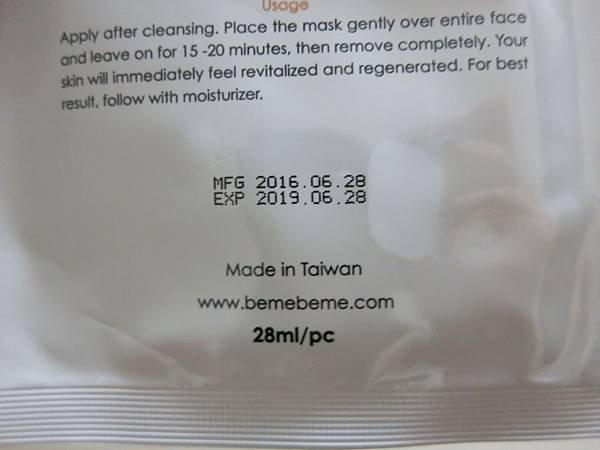 Usage
Apply after cleansing. Place the mask gently over entire face
and leave on for 15 -20 minutes, then remove completely. Your
skin will immediately feel revitalized and regenerated. For best
result, follow with moisturizer.
MFG 2016.06.28
EXP 2019.06.28
Made in Taiwan
www.bemebeme.com
28ml/pc